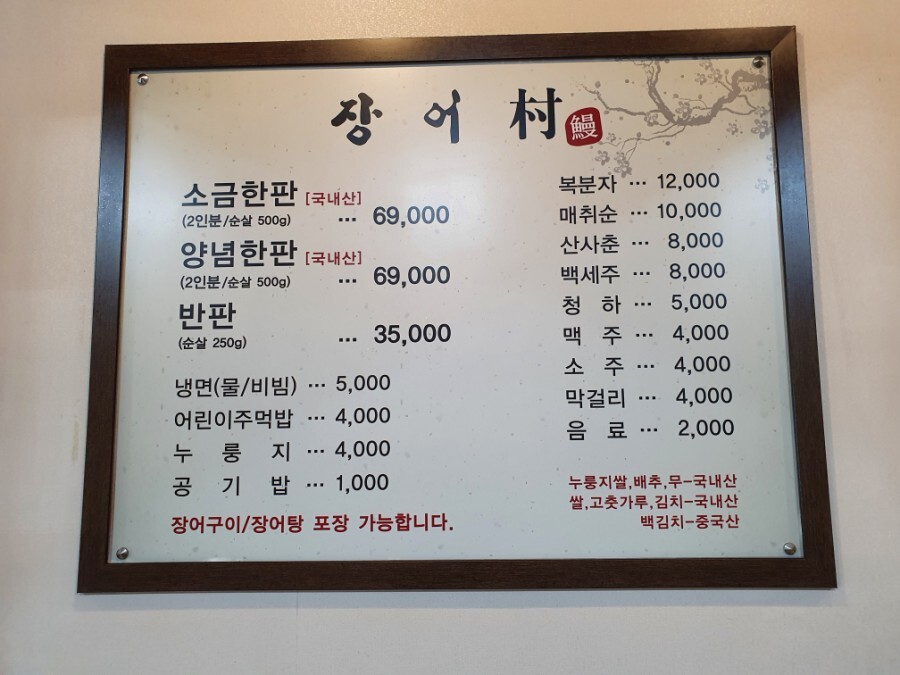 장어 村 鰻
소금한판 [국내산]
(2인분/순살 500g) ··· 69,000
양념한판 [국내산]
(2인분/순살 500g) ··· 69,000
반판
(순살 250g) ··· 35,000
냉면(물/비빔) ··· 5,000
어린이주먹밥 ··· 4,000
누 룽 지 ··· 4,000
공 기 밥 ··· 1,000
장어구이/장어탕 포장 가능합니다.
복분자 ··· 12,000
매취순 ··· 10,000
산사춘 ··· 8,000
백세주 ··· 8,000
청 하 ··· 5,000
맥 주 ··· 4,000
소 주 ··· 4,000
막걸리 ··· 4,000
음 료 ··· 2,000
누룽지쌀,배추,무-국내산
쌀,고춧가루,김치-국내산
백김치-중국산